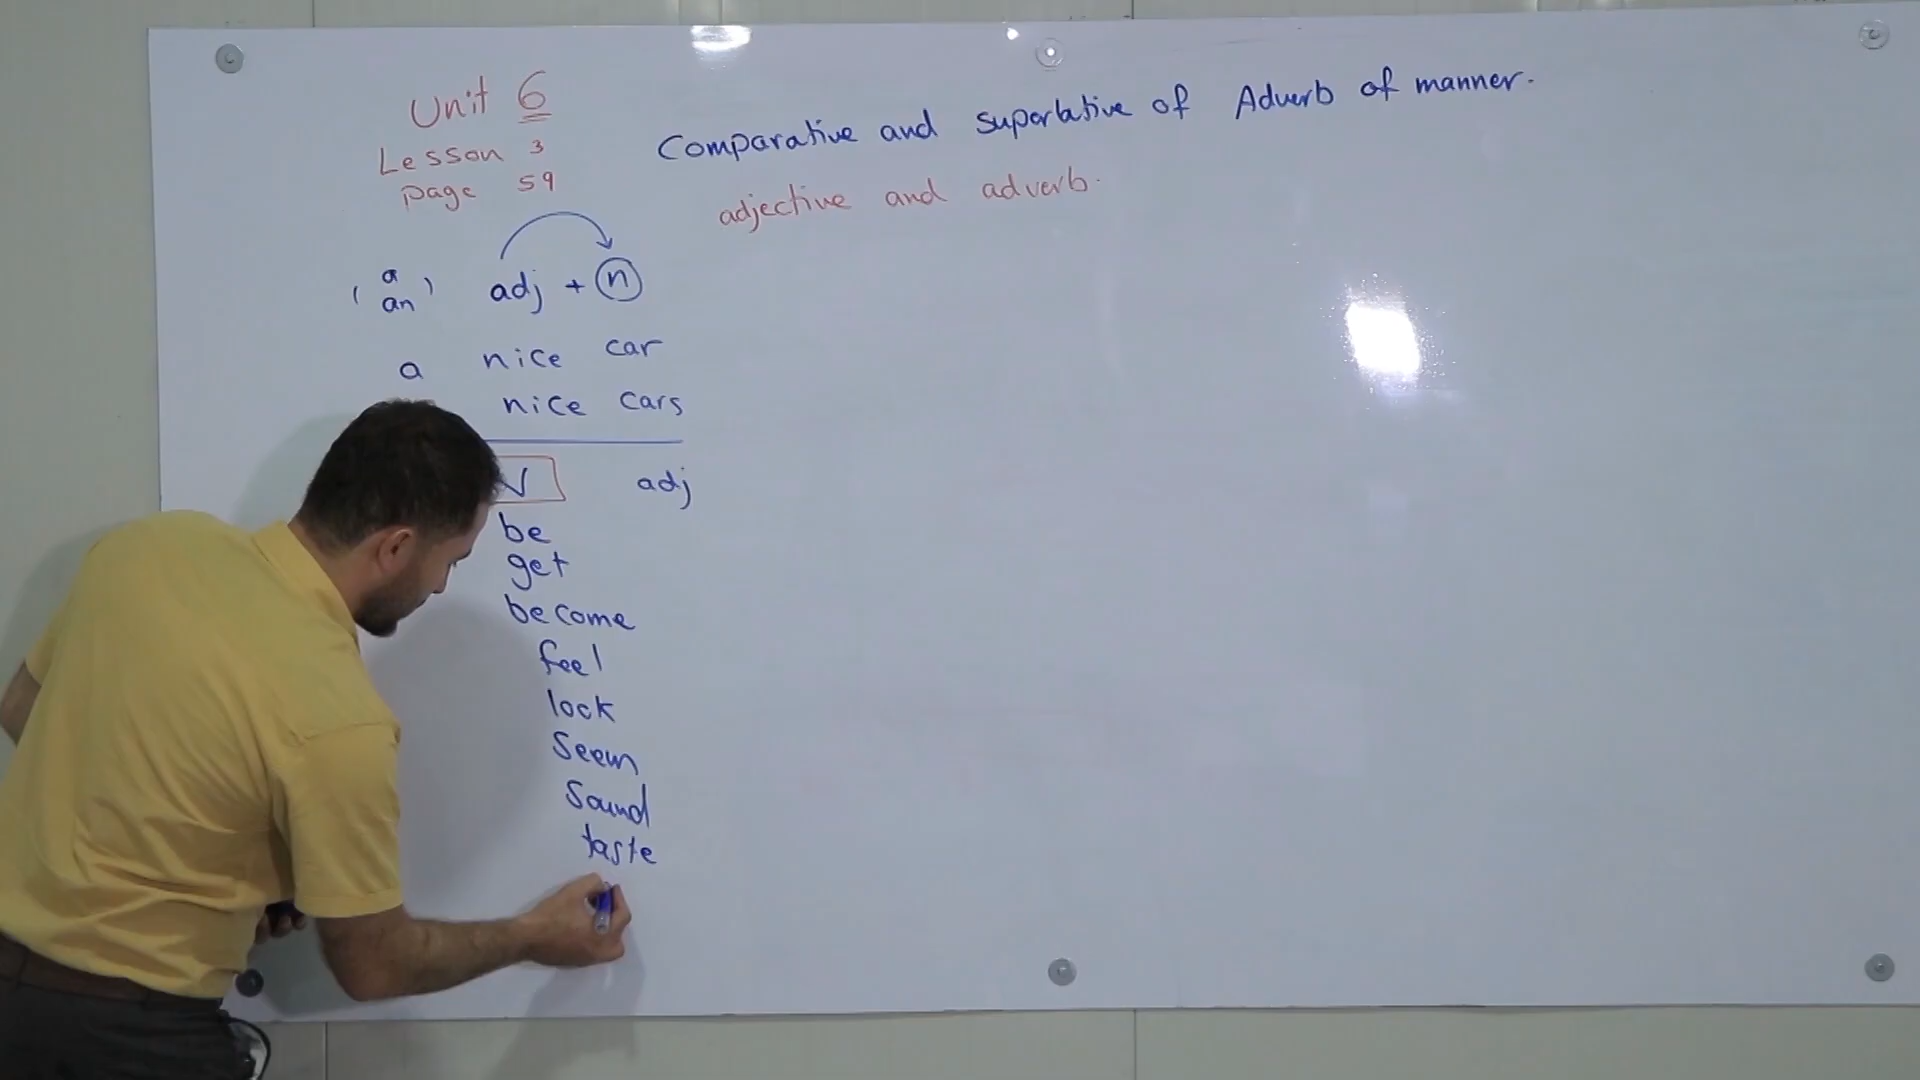 Unit 6
Lesson 3
page 59
Comparative and superlative of Adverb of manner.
adjective and adverb.
( a an ) adj + n
a nice car
nice cars
V adj
be
get
become
feel
look
seem
sound
taste